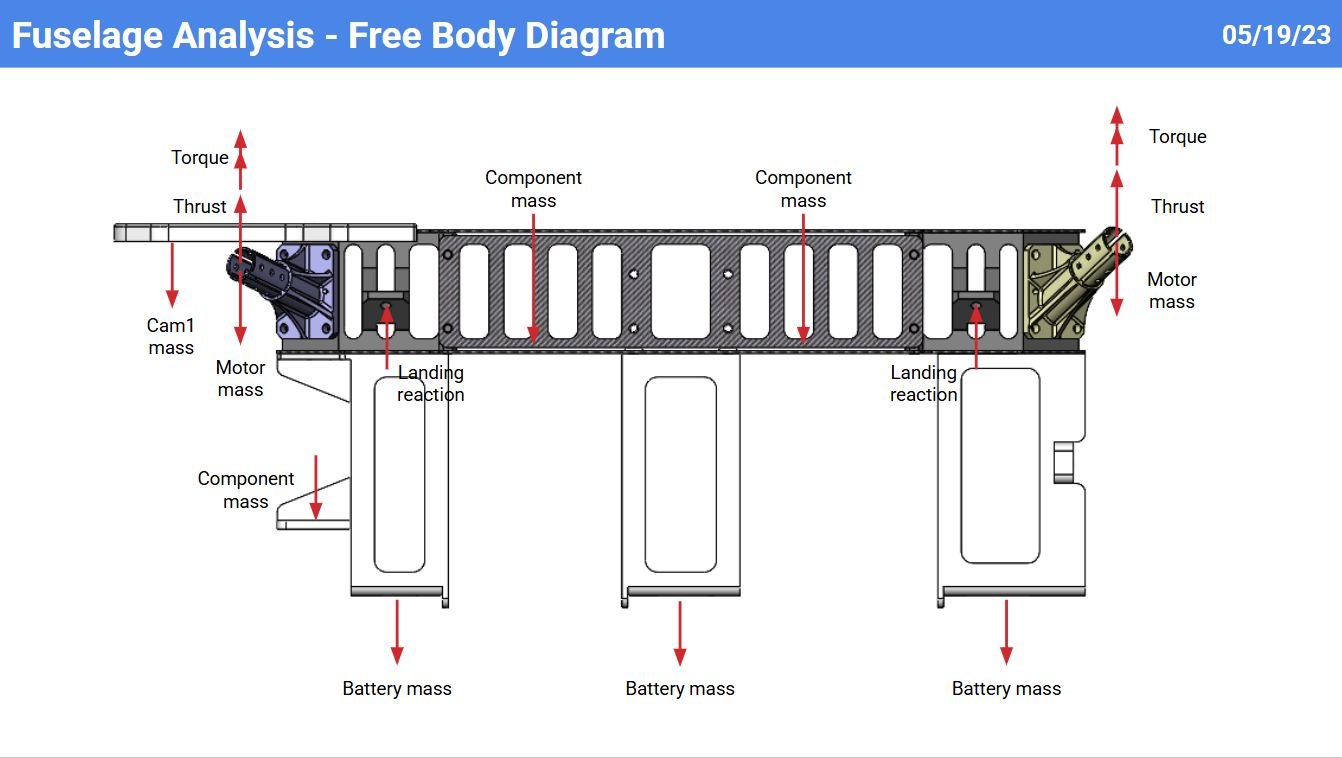 Fuselage Analysis - Free Body Diagram
05/19/23
Torque
Thrust
Component
mass
Component
mass
Torque
Thrust
Cam1
mass
Motor
mass
Motor
mass
Landing
reaction
Landing
reaction
Component
mass
Battery mass
Battery mass
Battery mass